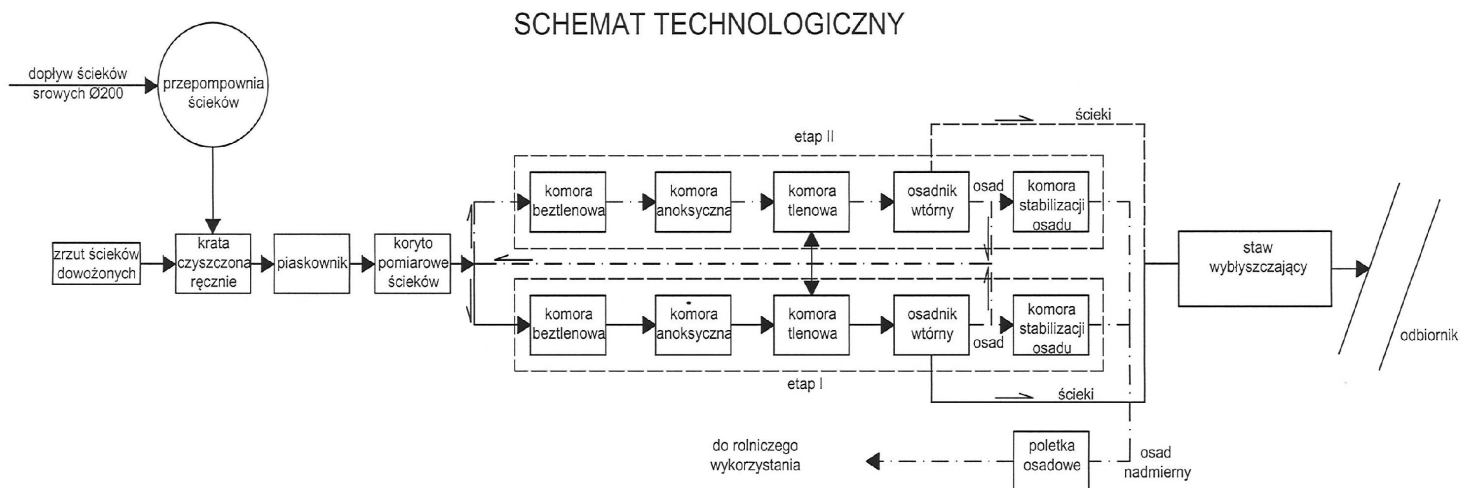 SCHEMAT TECHNOLOGICZNY
dopływ ścieków
srowych Ø200
przepompownia
ścieków
ścieki
etap II
komora
beztlenowa
komora
anoksyczna
komora
tlenowa
osadnik
wtórny
osad
komora
stabilizacji
osadu
zrzut ścieków
dowożonych
krata
czyszczona
ręcznie
piaskownik
koryto
pomiarowe
ścieków
staw
wybłyszczający
odbiornik
komora
beztlenowa
komora
anoksyczna
komora
tlenowa
osadnik
wtórny
osad
komora
stabilizacji
osadu
etap I
ścieki
do rolniczego
wykorzystania
poletka
osadowe
osad
nadmierny